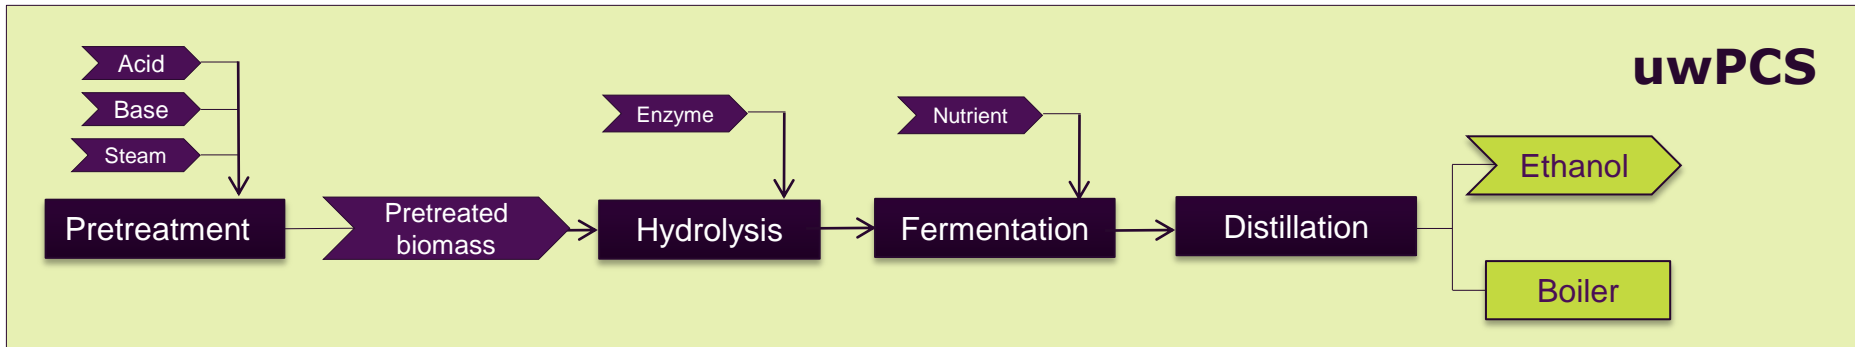 uwPCS
Acid
Base
Steam
Enzyme
Nutrient
Pretreatment
Pretreated
biomass
Hydrolysis
Fermentation
Distillation
Ethanol
Boiler